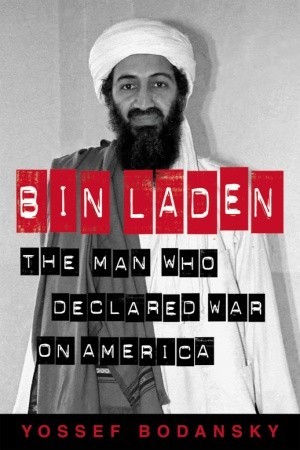 BIN LADEN
THE MAN WHO
DECLARED WAR
ON AMERICA
YOSSEF BODANSKY